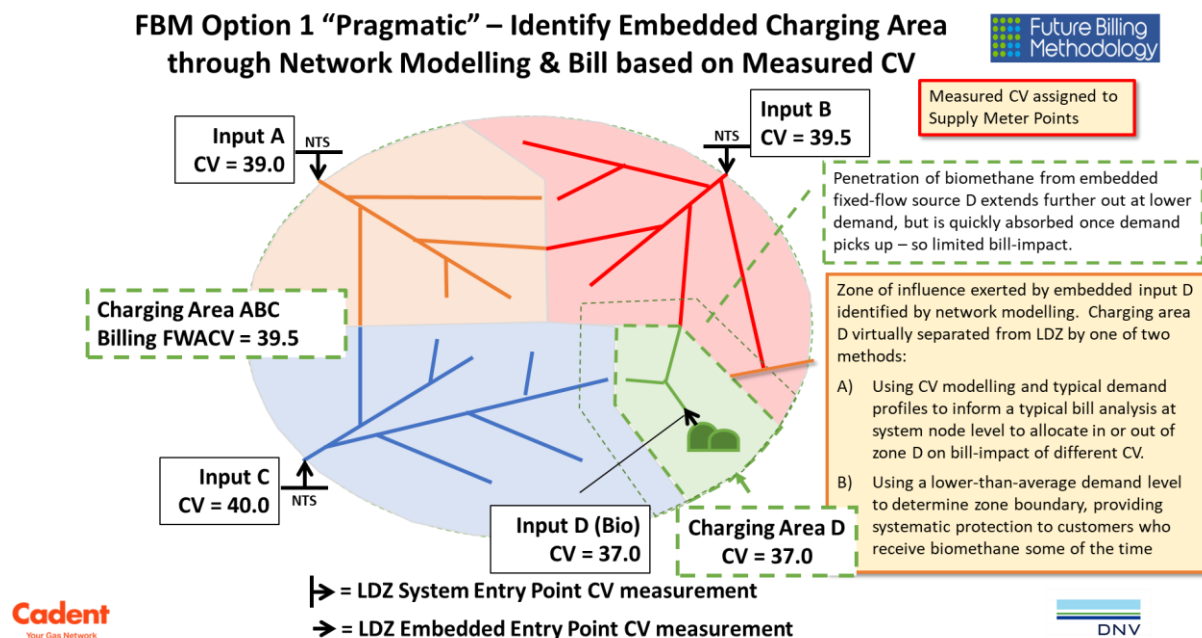 FBM Option 1 “Pragmatic” – Identify Embedded Charging Area
through Network Modelling & Bill based on Measured CV
Future Billing
Methodology
Measured CV assigned to
Supply Meter Points
Input A
CV = 39.0
NTS
Input B
CV = 39.5
NTS
Penetration of biomethane from embedded
fixed-flow source D extends further out at lower
demand, but is quickly absorbed once demand
picks up – so limited bill-impact.
Charging Area ABC
Billing FWACV = 39.5
Zone of influence exerted by embedded input D
identified by network modelling. Charging area
D virtually separated from LDZ by one of two
methods:
A) Using CV modelling and typical demand
profiles to inform a typical bill analysis at
system node level to allocate in or out of
zone D on bill-impact of different CV.
B) Using a lower-than-average demand level
to determine zone boundary, providing
systematic protection to customers who
receive biomethane some of the time
Input C
CV = 40.0
NTS
Input D (Bio)
CV = 37.0
Charging Area D
CV = 37.0
= LDZ System Entry Point CV measurement
= LDZ Embedded Entry Point CV measurement
Cadent
Your Gas Network
DNV